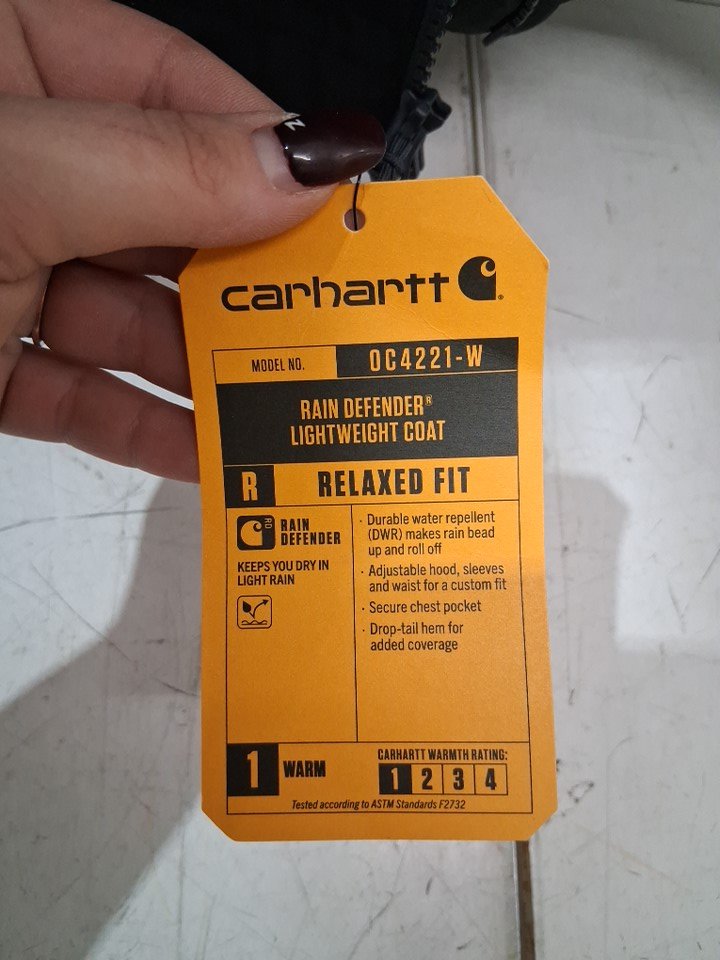 carhartt
MODEL NO. OC4221-W
RAIN DEFENDER®
LIGHTWEIGHT COAT
R RELAXED FIT
RD
RAIN
DEFENDER
KEEPS YOU DRY IN
LIGHT RAIN
· Durable water repellent
(DWR) makes rain bead
up and roll off
· Adjustable hood, sleeves
and waist for a custom fit
· Secure chest pocket
· Drop-tail hem for
added coverage
1 WARM
CARHARTT WARMTH RATING:
1 2 3 4
Tested according to ASTM Standards F2732